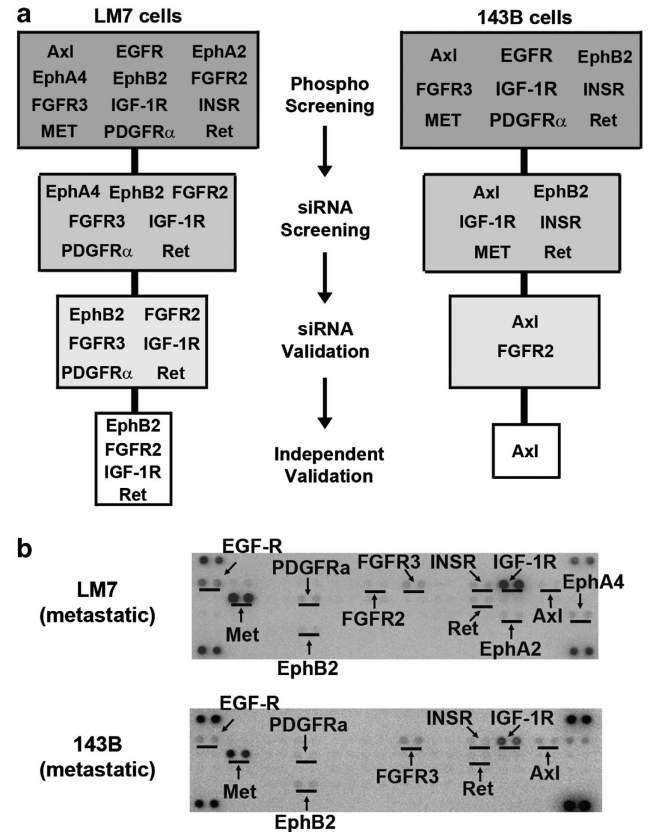 a
LM7 cells
143B cells
Axl EGFR EphA2
EphA4 EphB2 FGFR2
FGFR3 IGF-1R INSR
MET PDGFRα Ret
Phospho
Screening
Axl EGFR EphB2
FGFR3 IGF-1R INSR
MET PDGFRα Ret
EphA4 EphB2 FGFR2
FGFR3 IGF-1R
PDGFRα Ret
siRNA
Screening
Axl EphB2
IGF-1R INSR
MET Ret
EphB2 FGFR2
FGFR3 IGF-1R
PDGFRα Ret
siRNA
Validation
Axl
FGFR2
EphB2
FGFR2
IGF-1R
Ret
Independent
Validation
Axl
b
LM7
(metastatic)
EGF-R
PDGFRa
FGFR3
INSR
IGF-1R
EphA4
Met
EphB2
FGFR2
Ret
EphA2
Axl
143B
(metastatic)
EGF-R
PDGFRa
INSR
IGF-1R
Met
EphB2
FGFR3
Ret
Axl